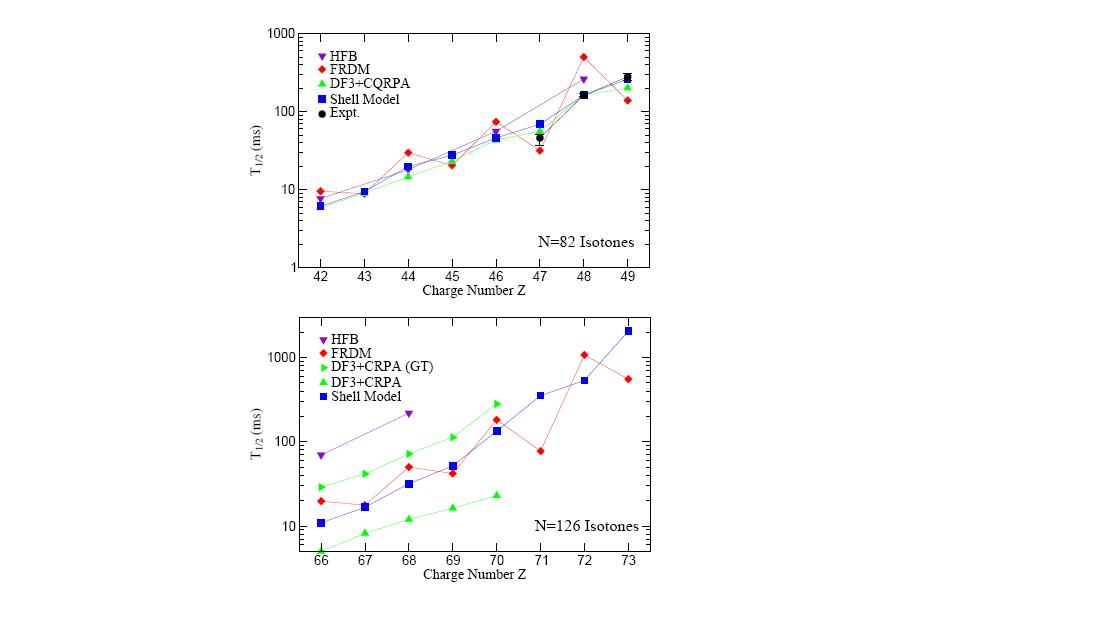 1000
100
10
1
T1/2 (ms)
HFB
FRDM
DF3+CQRPA
Shell Model
Expt.
N=82 Isotones
42 43 44 45 46 47 48 49
Charge Number Z
1000
100
10
T1/2 (ms)
HFB
FRDM
DF3+CRPA (GT)
DF3+CRPA
Shell Model
N=126 Isotones
66 67 68 69 70 71 72 73
Charge Number Z